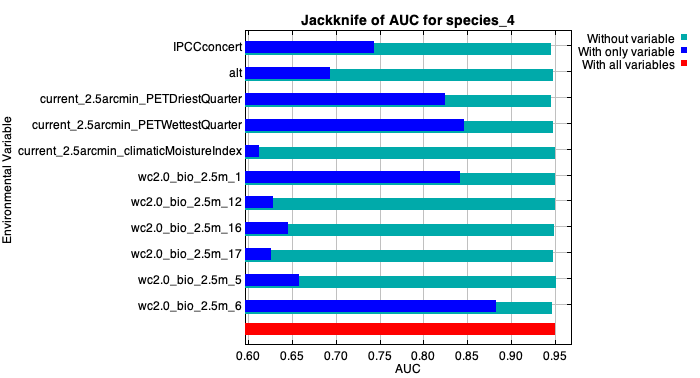 Jackknife of AUC for species_4
Without variable
With only variable
With all variables
Environmental Variable
IPCCconcert
alt
current_2.5arcmin_PETDriestQuarter
current_2.5arcmin_PETWettestQuarter
current_2.5arcmin_climaticMoistureIndex
wc2.0_bio_2.5m_1
wc2.0_bio_2.5m_12
wc2.0_bio_2.5m_16
wc2.0_bio_2.5m_17
wc2.0_bio_2.5m_5
wc2.0_bio_2.5m_6
0.60 0.65 0.70 0.75 0.80 0.85 0.90 0.95
AUC